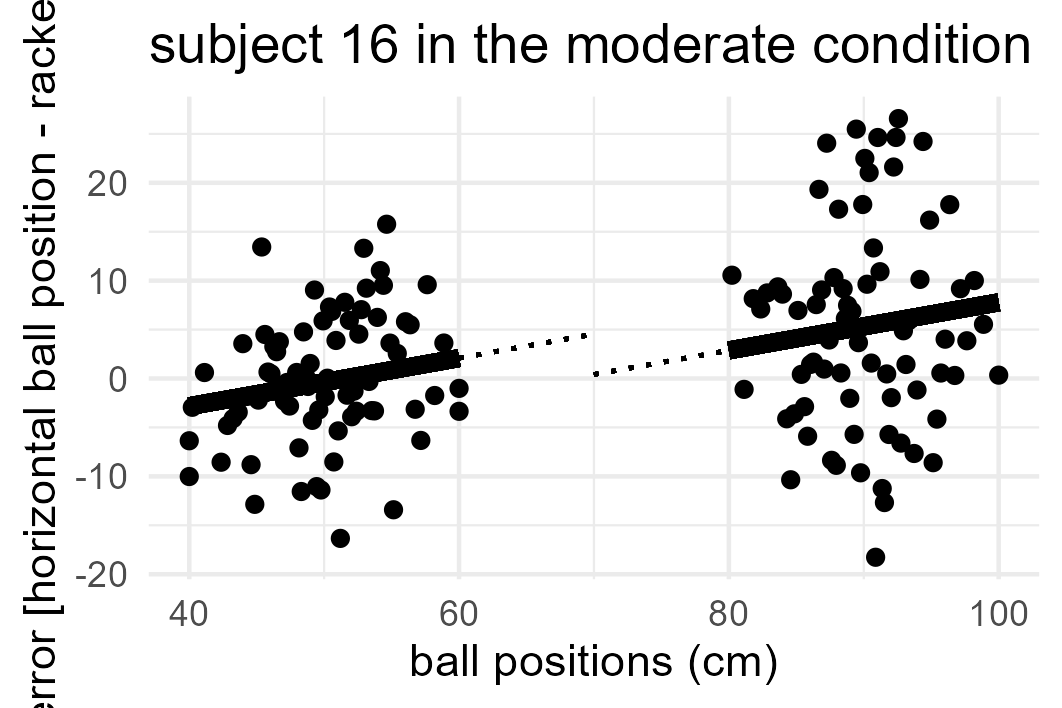 subject 16 in the moderate condition
error [horizontal ball position - racke
20
10
0
-10
-20
40 60 80 100
ball positions (cm)